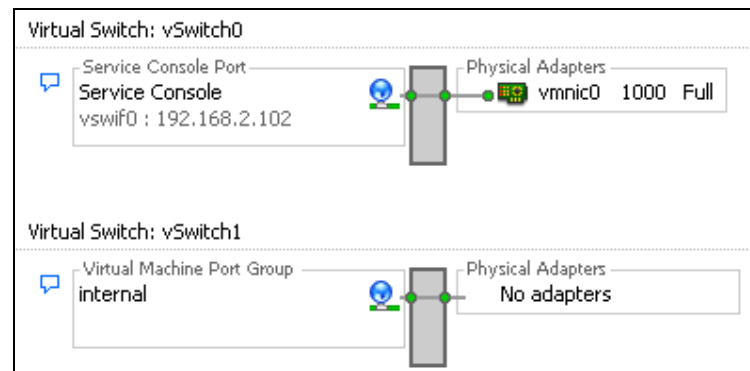 Virtual Switch: vSwitch0
Service Console Port
Physical Adapters
Service Console
vmnic0 1000 Full
vswif0 : 192.168.2.102
Virtual Switch: vSwitch1
Virtual Machine Port Group
Physical Adapters
internal
No adapters